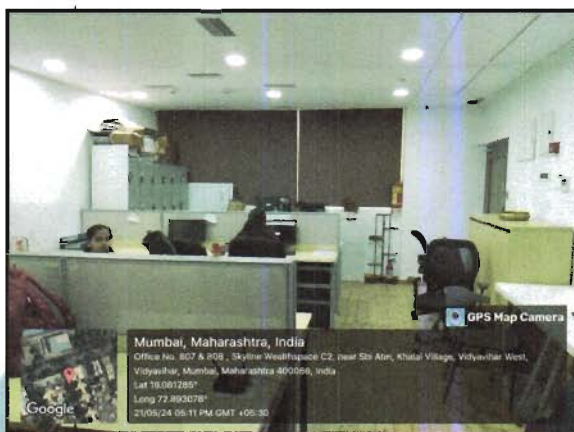 GPS Map Camera
Mumbai, Maharashtra, India
Office No. 807 & 808 , Skyline Wealthspace C2, near Sbi Atm, Khalai Village, Vidyavihar West,
Vidyavihar, Mumbai, Maharashtra 400086, India
Lat 19.081285°
Long 72.893078°
21/05/24 05:11 PM GMT +05:30
Google